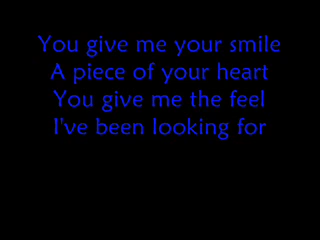 You give me your smile
A piece of your heart
You give me the feel
I've been looking for